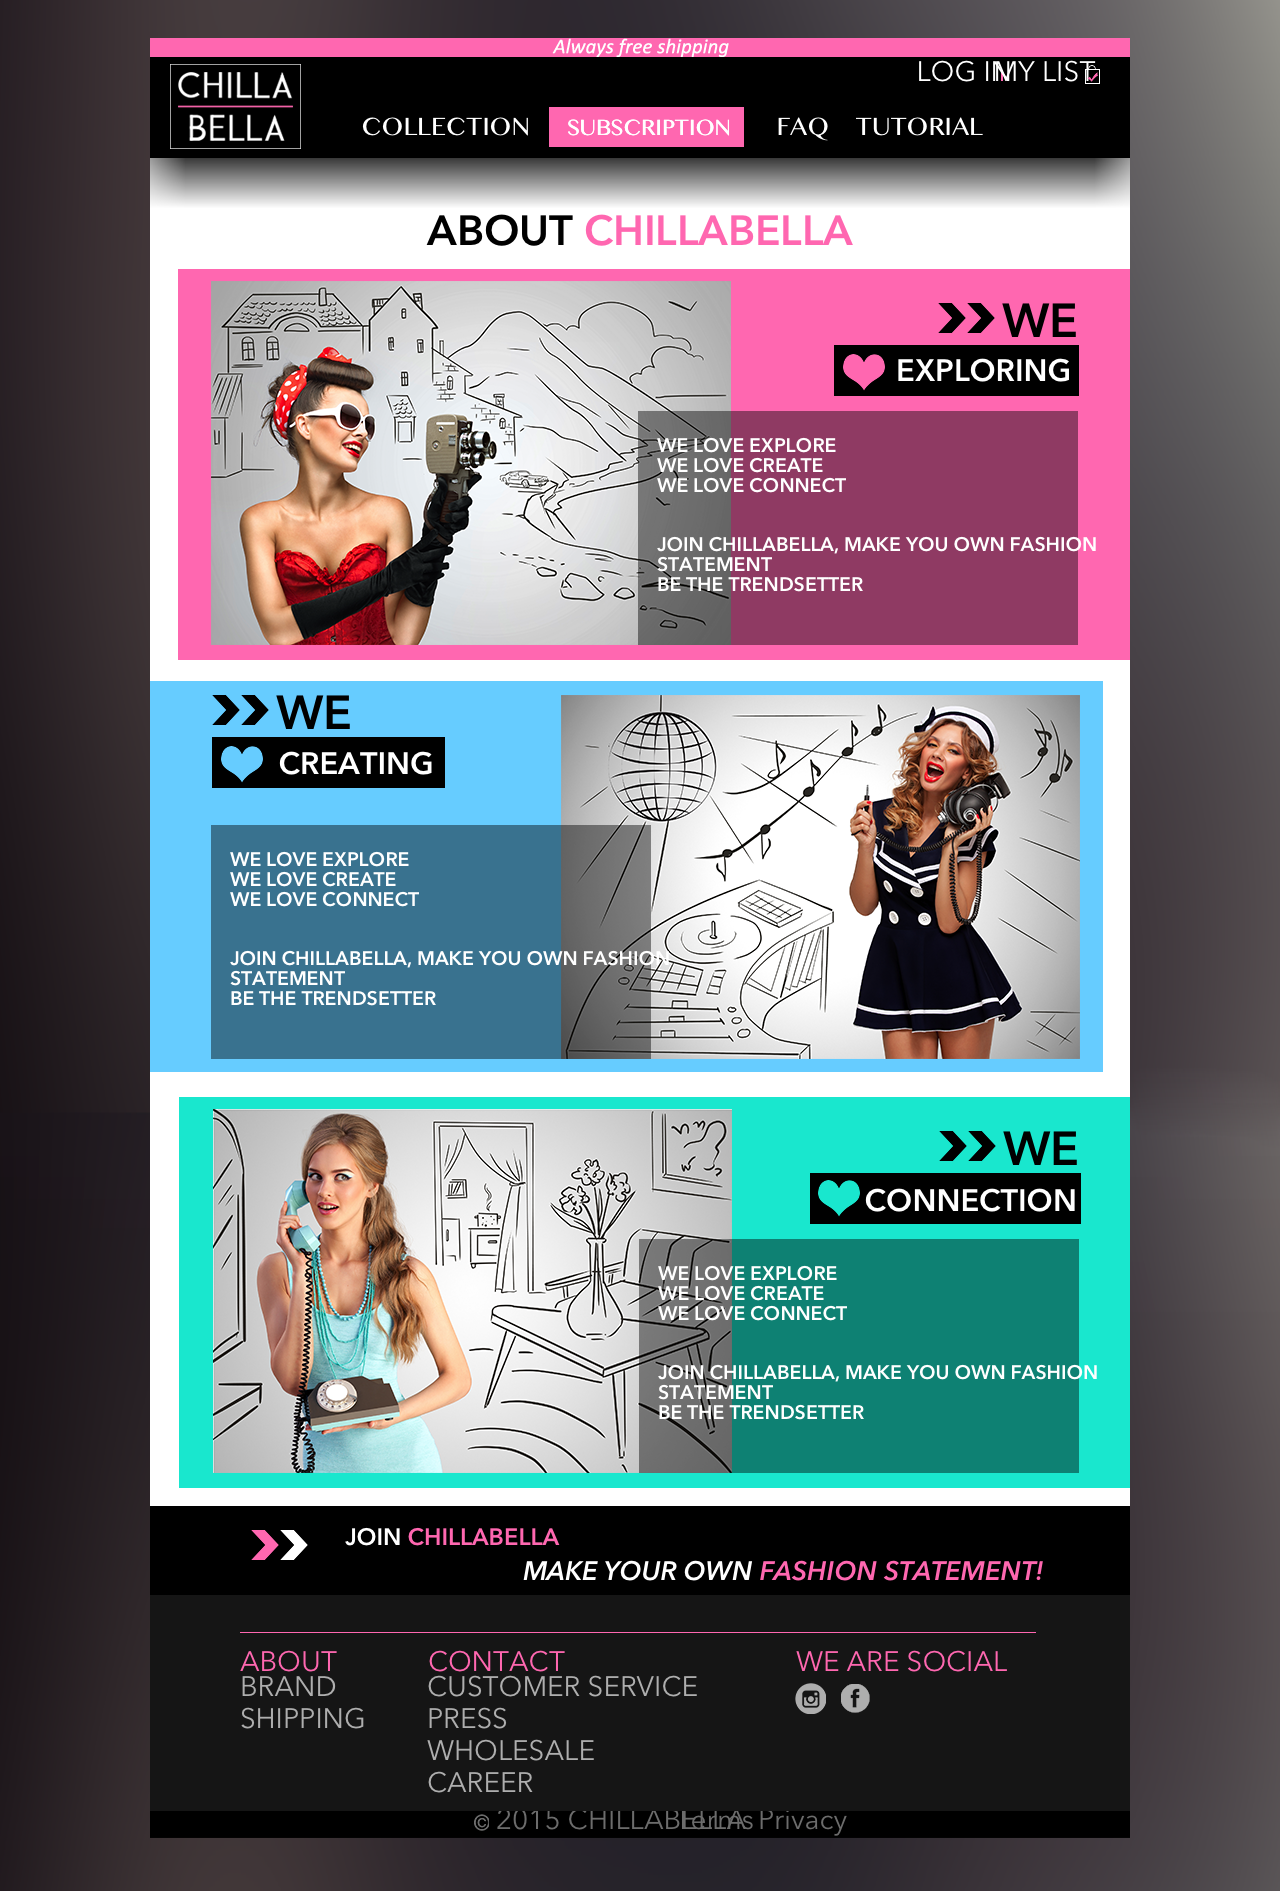 Always free shipping
CHILLA
BELLA
LOG IN MY LIST
COLLECTION SUBSCRIPTION FAQ TUTORIAL
ABOUT CHILLABELLA
WE
EXPLORING
WE LOVE EXPLORE
WE LOVE CREATE
WE LOVE CONNECT
JOIN CHILLABELLA, MAKE YOU OWN FASHION
STATEMENT
BE THE TRENDSETTER
WE
CREATING
WE LOVE EXPLORE
WE LOVE CREATE
WE LOVE CONNECT
JOIN CHILLABELLA, MAKE YOU OWN FASHION
STATEMENT
BE THE TRENDSETTER
WE
CONNECTION
WE LOVE EXPLORE
WE LOVE CREATE
WE LOVE CONNECT
JOIN CHILLABELLA, MAKE YOU OWN FASHION
STATEMENT
BE THE TRENDSETTER
JOIN CHILLABELLA
MAKE YOUR OWN FASHION STATEMENT!
ABOUT
BRAND
SHIPPING
CONTACT
CUSTOMER SERVICE
PRESS
WHOLESALE
CAREER
WE ARE SOCIAL
© 2015 CHILLABELLA Terms Privacy